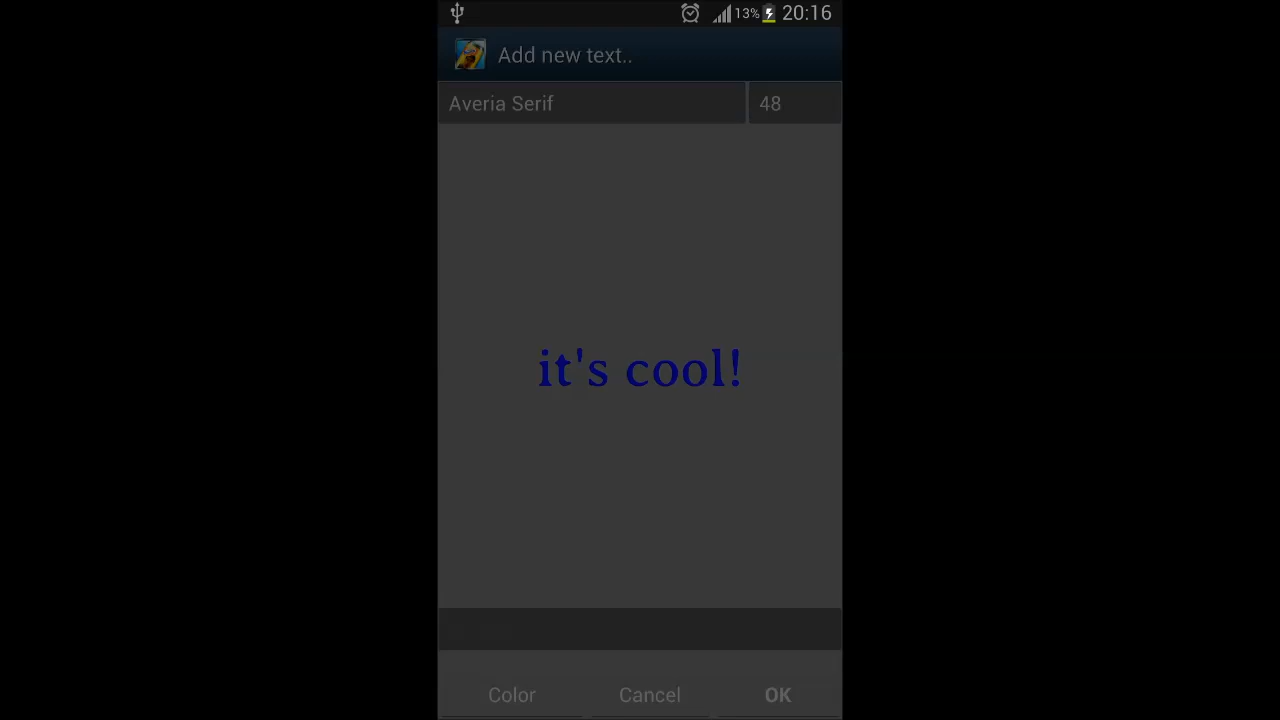 13% 20:16
Add new text..
Averia Serif 48
it's cool!
Color Cancel OK